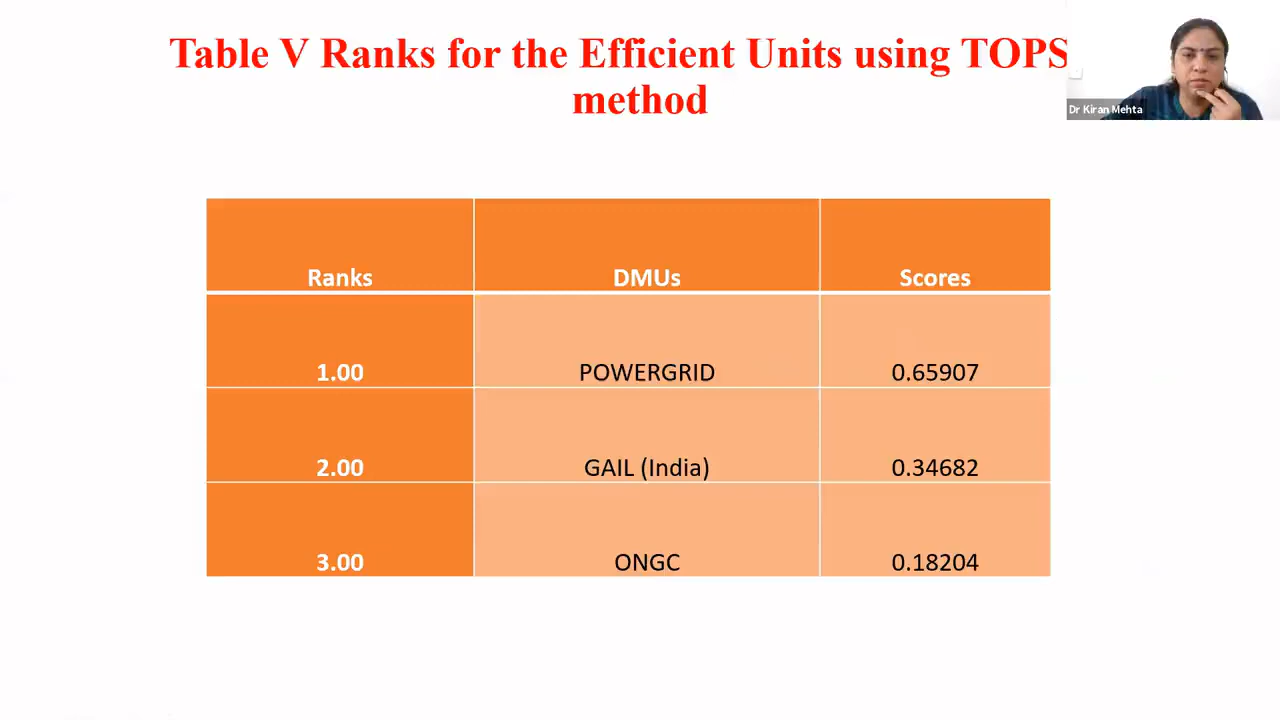 Table V Ranks for the Efficient Units using TOPS
method
Dr Kiran Mehta
Ranks DMUs Scores
1.00 POWERGRID 0.65907
2.00 GAIL (India) 0.34682
3.00 ONGC 0.18204